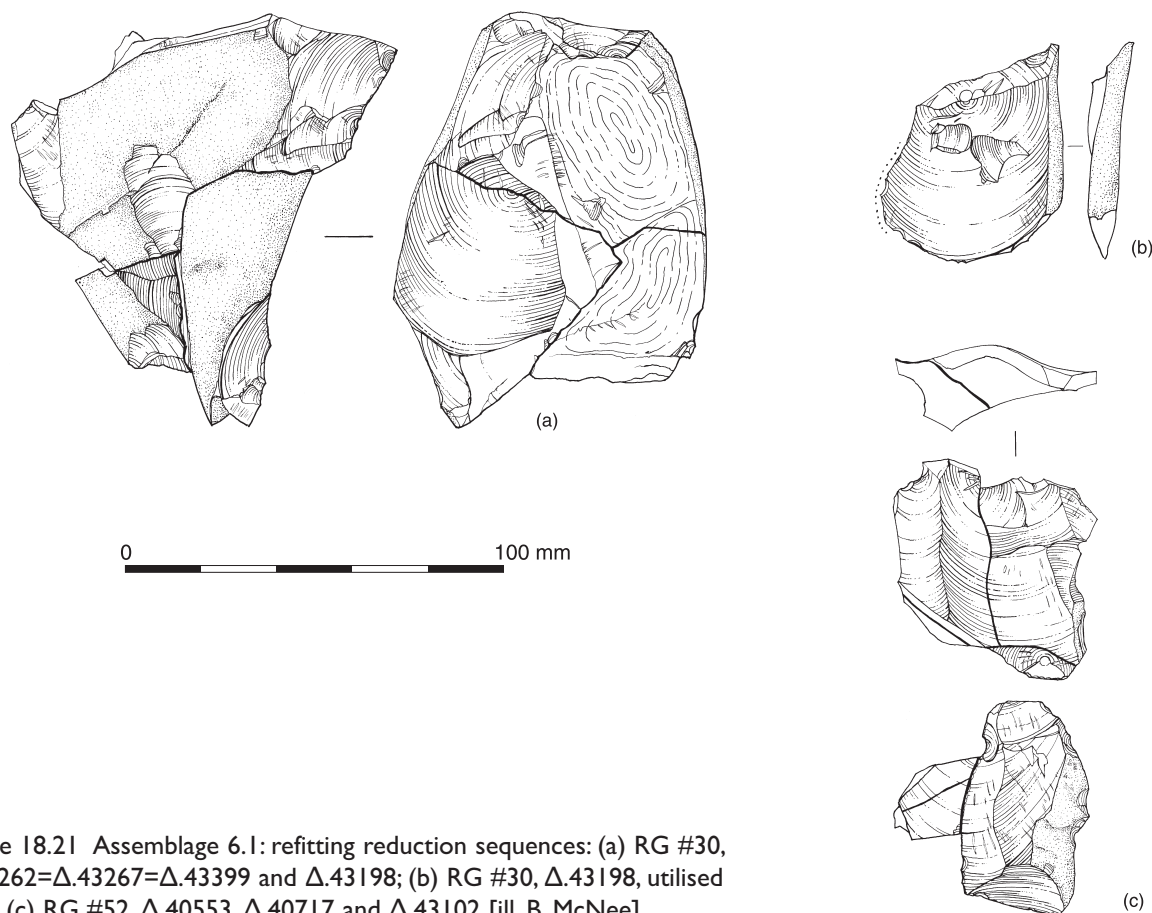 (a)
(b)
0 100 mm
(c)
e 18.21 Assemblage 6.1: refitting reduction sequences: (a) RG #30,
262=Δ.43267=Δ.43399 and Δ.43198; (b) RG #30, Δ.43198, utilised
(c) RG #52, Δ.40553, Δ.40717 and Δ.43102 [ill. B. McNee]